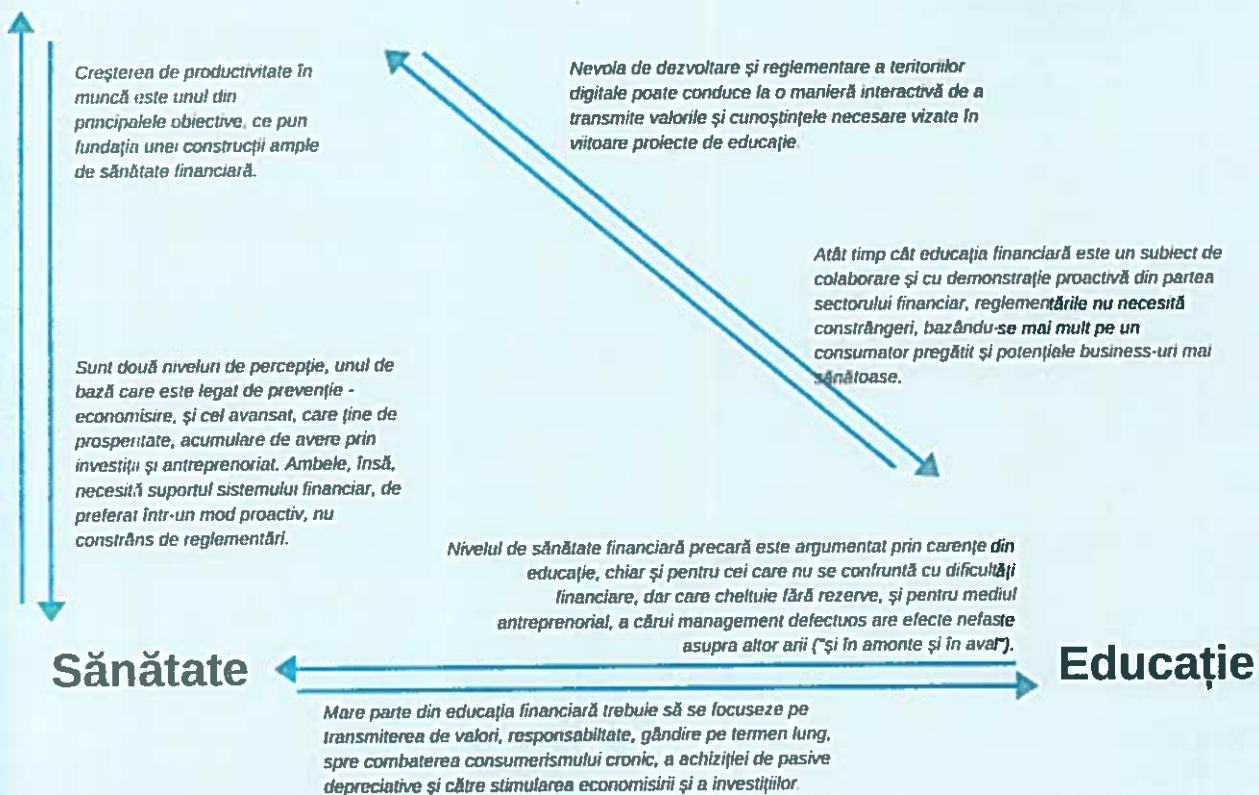 Creșterea de productivitate în
muncă este unul din
principalele obiective, ce pun
fundația unei construcții ample
de sănătate financiară.
Nevoia de dezvoltare și reglementare a teritoriilor
digitale poate conduce la o manieră interactivă de a
transmite valorile și cunoștințele necesare vizate în
viitoare proiecte de educație.
Atât timp cât educația financiară este un subiect de
colaborare și cu demonstrație proactivă din partea
sectorului financiar, reglementările nu necesită
constrângeri, bazându-se mai mult pe un
consumator pregătit și potențiale business-uri mai
sănătoase.
Sunt două niveluri de percepție, unul de
bază care este legat de prevenție -
economisire, și cel avansat, care ține de
prosperitate, acumulare de avere prin
investiții și antreprenoriat. Ambele, însă,
necesită suportul sistemului financiar, de
preferat într-un mod proactiv, nu
constrâns de reglementări.
Nivelul de sănătate financiară precară este argumentat prin carențe din
educație, chiar și pentru cei care nu se confruntă cu dificultăți
financiare, dar care cheltuie fără rezerve, și pentru mediul
antreprenorial, a cărui management defectuos are efecte nefaste
asupra altor arii ("și în amonte și în aval").
Sănătate
Educație
Mare parte din educația financiară trebuie să se focuseze pe
transmiterea de valori, responsabiltate, gândire pe termen lung,
spre combaterea consumerismului cronic, a achiziției de pasive
depreciative și către stimularea economisirii și a investițiilor.